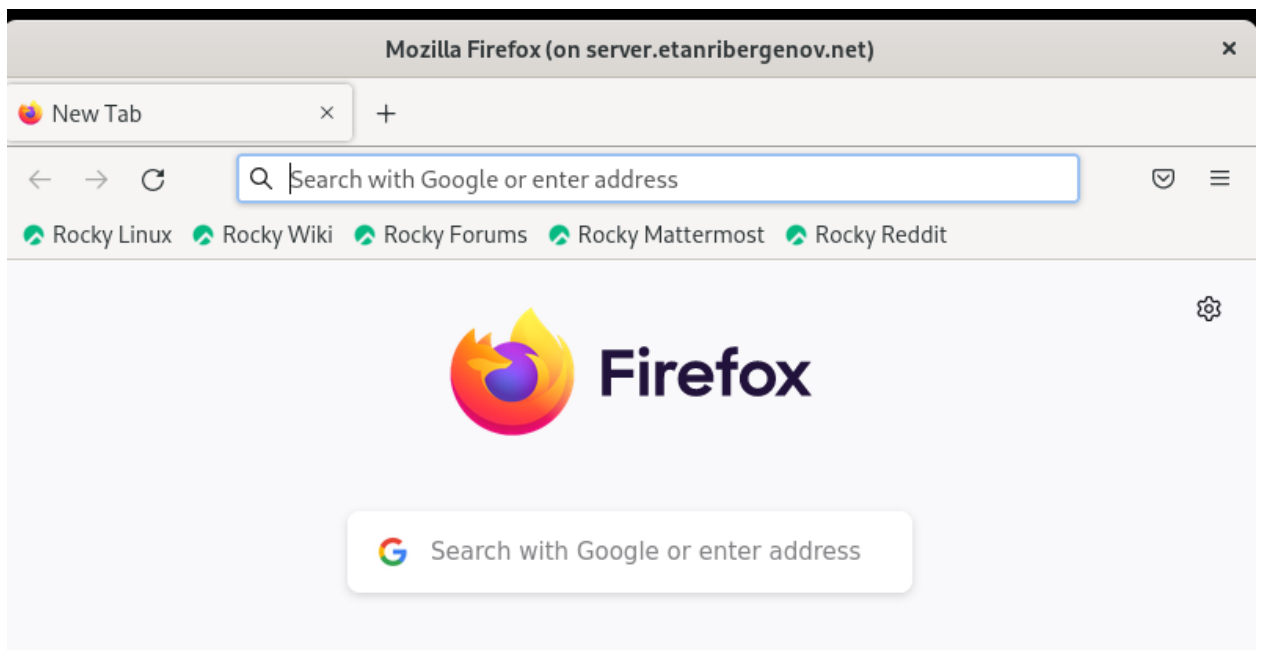 Mozilla Firefox (on server.etanribergenov.net)
New Tab
Search with Google or enter address
Rocky Linux Rocky Wiki Rocky Forums Rocky Mattermost Rocky Reddit
Firefox
Search with Google or enter address